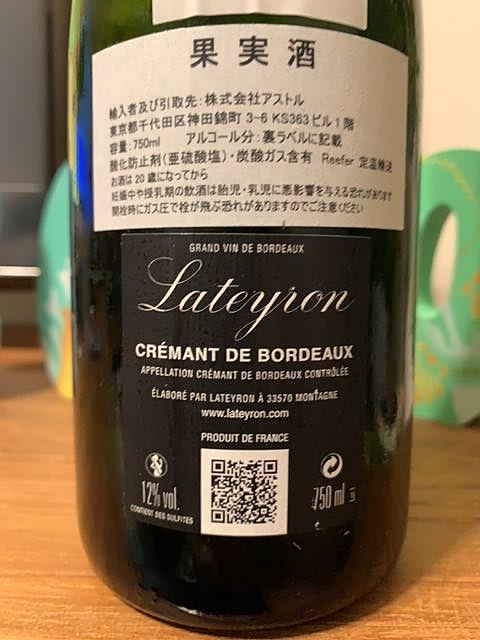 果実酒
輸入者及び引取先：株式会社アストル
東京都千代田区神田錦町 3-6 KS363ビル1階
容量：750ml アルコール分：裏ラベルに記載
酸化防止剤（亜硫酸塩）・炭酸ガス含有 Reefer 定温輸送
お酒は20歳になってから
妊娠中や授乳期の飲酒は胎児・乳児に悪影響を与える恐れがあります
開栓時にガス圧で栓が飛ぶ恐れがありますのでご注意ください
GRAND VIN DE BORDEAUX
Lateyron
CRÉMANT DE BORDEAUX
APPELLATION CRÉMANT DE BORDEAUX CONTRÔLÉE
ÉLABORÉ PAR LATEYRON À 33570 MONTAGNE
www.lateyron.com
PRODUIT DE FRANCE
12% vol.
750 ml
CONTIENT DES SULFITES